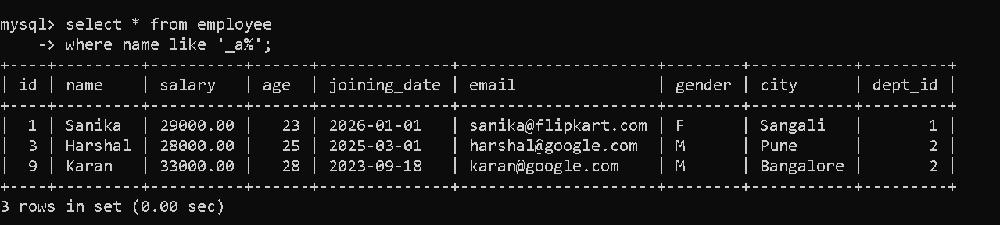 mysql> select * from employee
    -> where name like '_a%';
+----+---------+----------+------+--------------+---------------------+--------+-----------+---------+
| id | name    | salary   | age  | joining_date | email               | gender | city      | dept_id |
+----+---------+----------+------+--------------+---------------------+--------+-----------+---------+
|  1 | Sanika  | 29000.00 |   23 | 2026-01-01   | sanika@flipkart.com | F      | Sangali   |       1 |
|  3 | Harshal | 28000.00 |   25 | 2025-03-01   | harshal@google.com  | M      | Pune      |       2 |
|  9 | Karan   | 33000.00 |   28 | 2023-09-18   | karan@google.com    | M      | Bangalore |       2 |
+----+---------+----------+------+--------------+---------------------+--------+-----------+---------+
3 rows in set (0.00 sec)